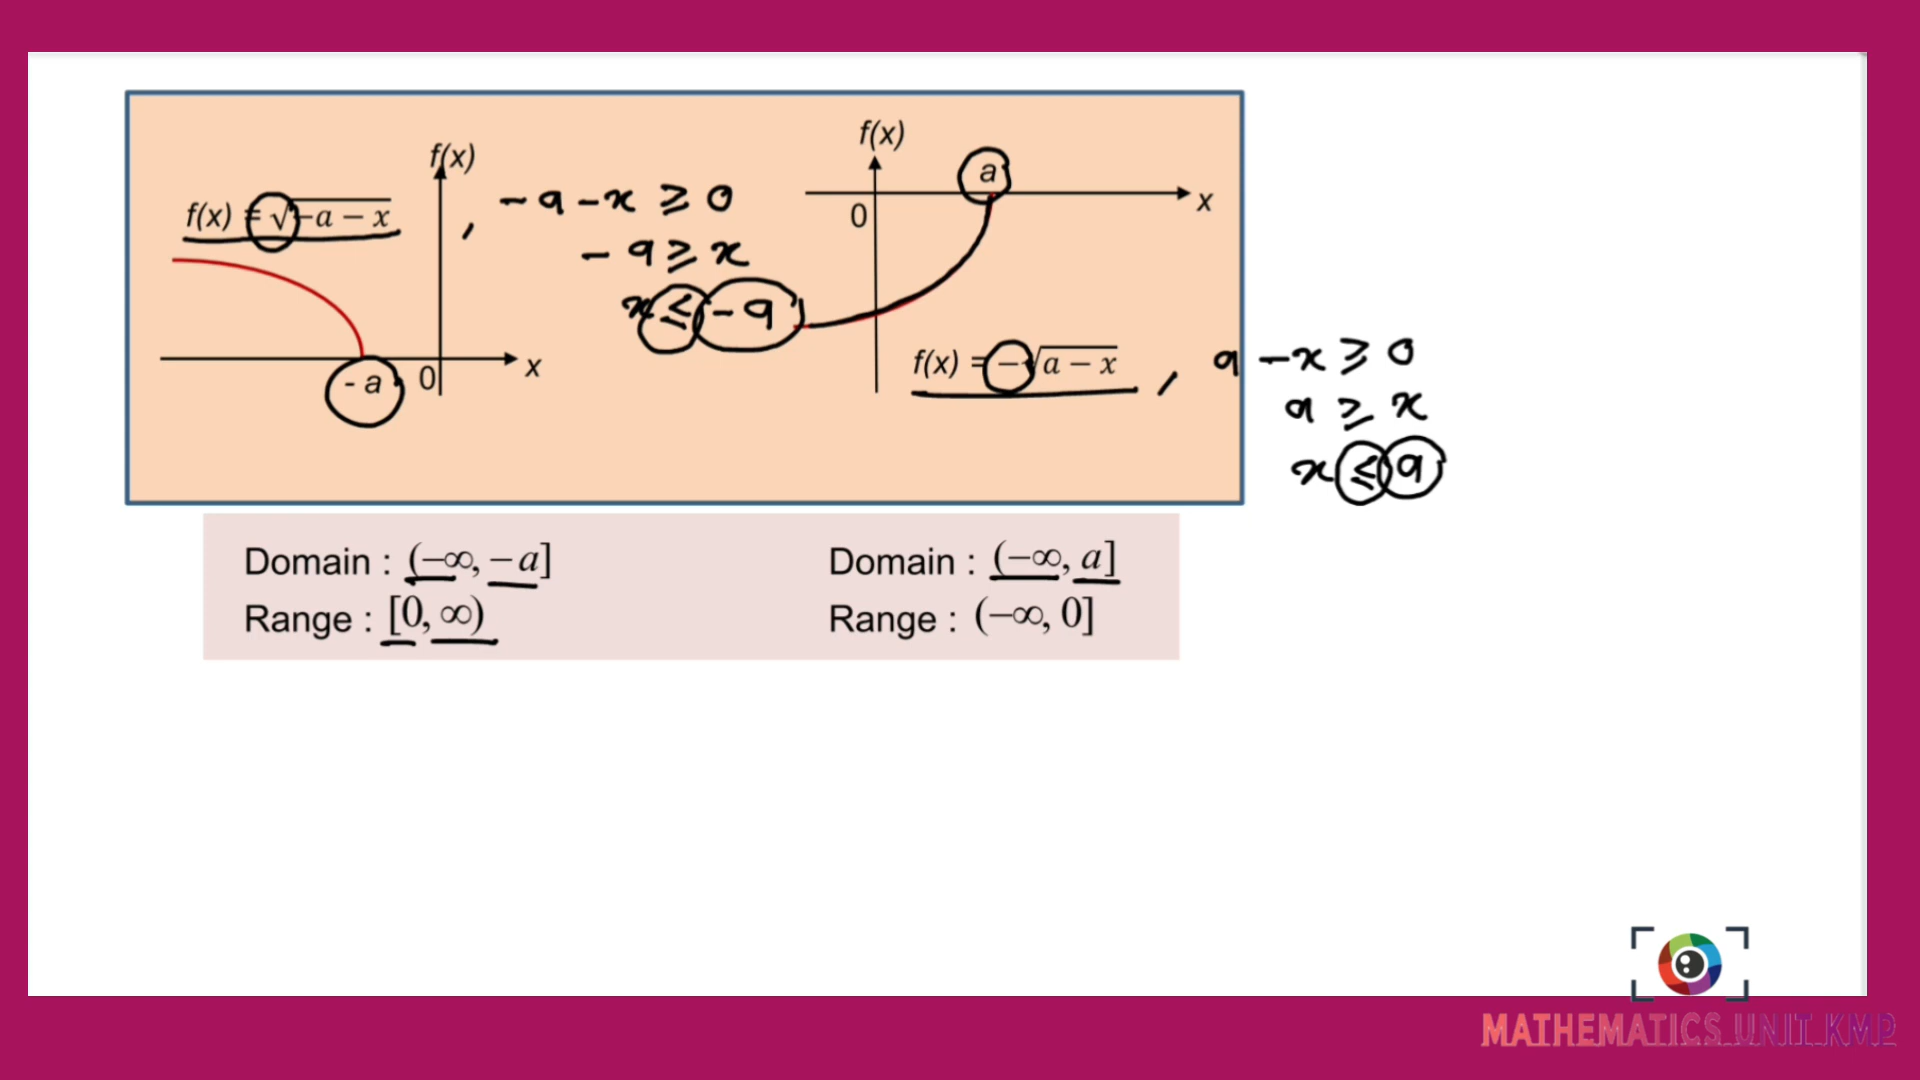 f(x)
f(x) = √−a − x
, -a-x ≥ 0
-a ≥ x
x ≤ -a
- a
0
x
f(x)
a
0
x
f(x) = −√a − x , a-x ≥ 0
a ≥ x
x ≤ a
Domain : (−∞, −a]
Range : [0, ∞)
Domain : (−∞, a]
Range : (−∞, 0]
MATHEMATICS UNIT KMP